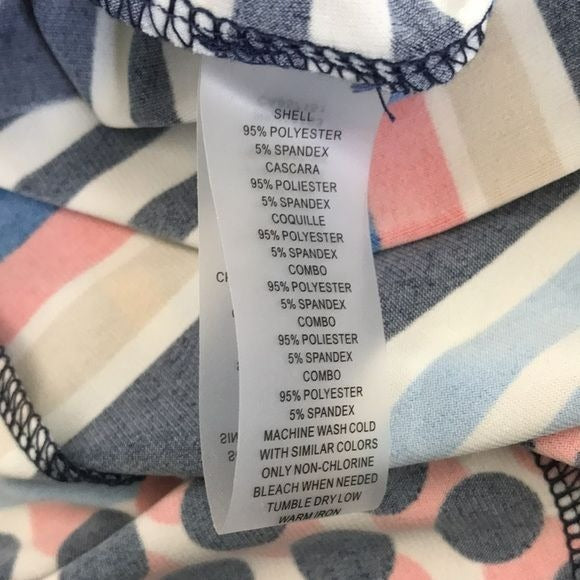 SHELL
95% POLYESTER
5% SPANDEX
CASCARA
95% POLIESTER
5% SPANDEX
COQUILLE
95% POLYESTER
5% SPANDEX
COMBO
95% POLYESTER
5% SPANDEX
COMBO
95% POLIESTER
5% SPANDEX
COMBO
95% POLYESTER
5% SPANDEX
MACHINE WASH COLD
WITH SIMILAR COLORS
ONLY NON-CHLORINE
BLEACH WHEN NEEDED
TUMBLE DRY LOW
WARM IRON